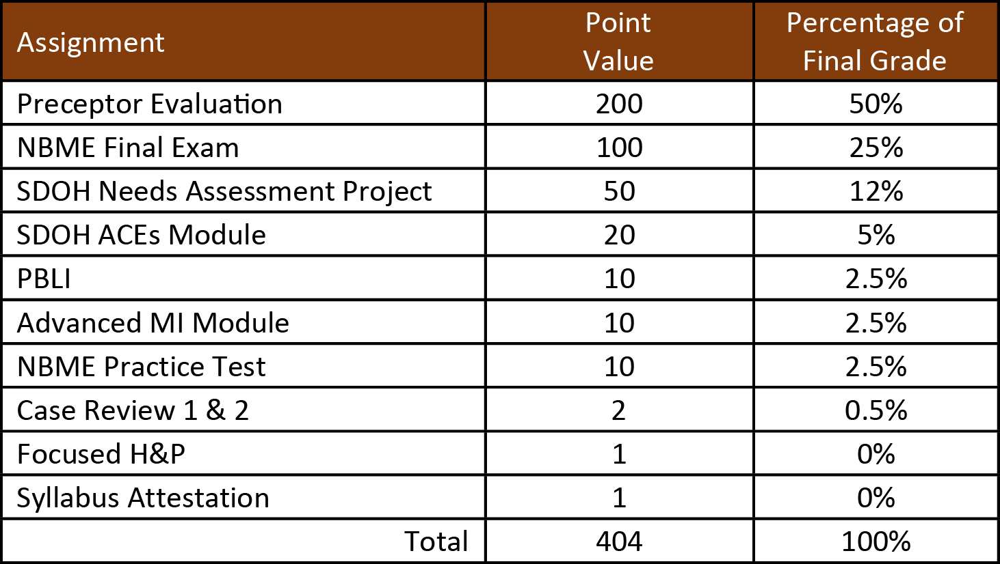 Assignment Point Value Percentage of Final Grade
Preceptor Evaluation 200 50%
NBME Final Exam 100 25%
SDOH Needs Assessment Project 50 12%
SDOH ACEs Module 20 5%
PBLI 10 2.5%
Advanced MI Module 10 2.5%
NBME Practice Test 10 2.5%
Case Review 1 & 2 2 0.5%
Focused H&P 1 0%
Syllabus Attestation 1 0%
Total 404 100%